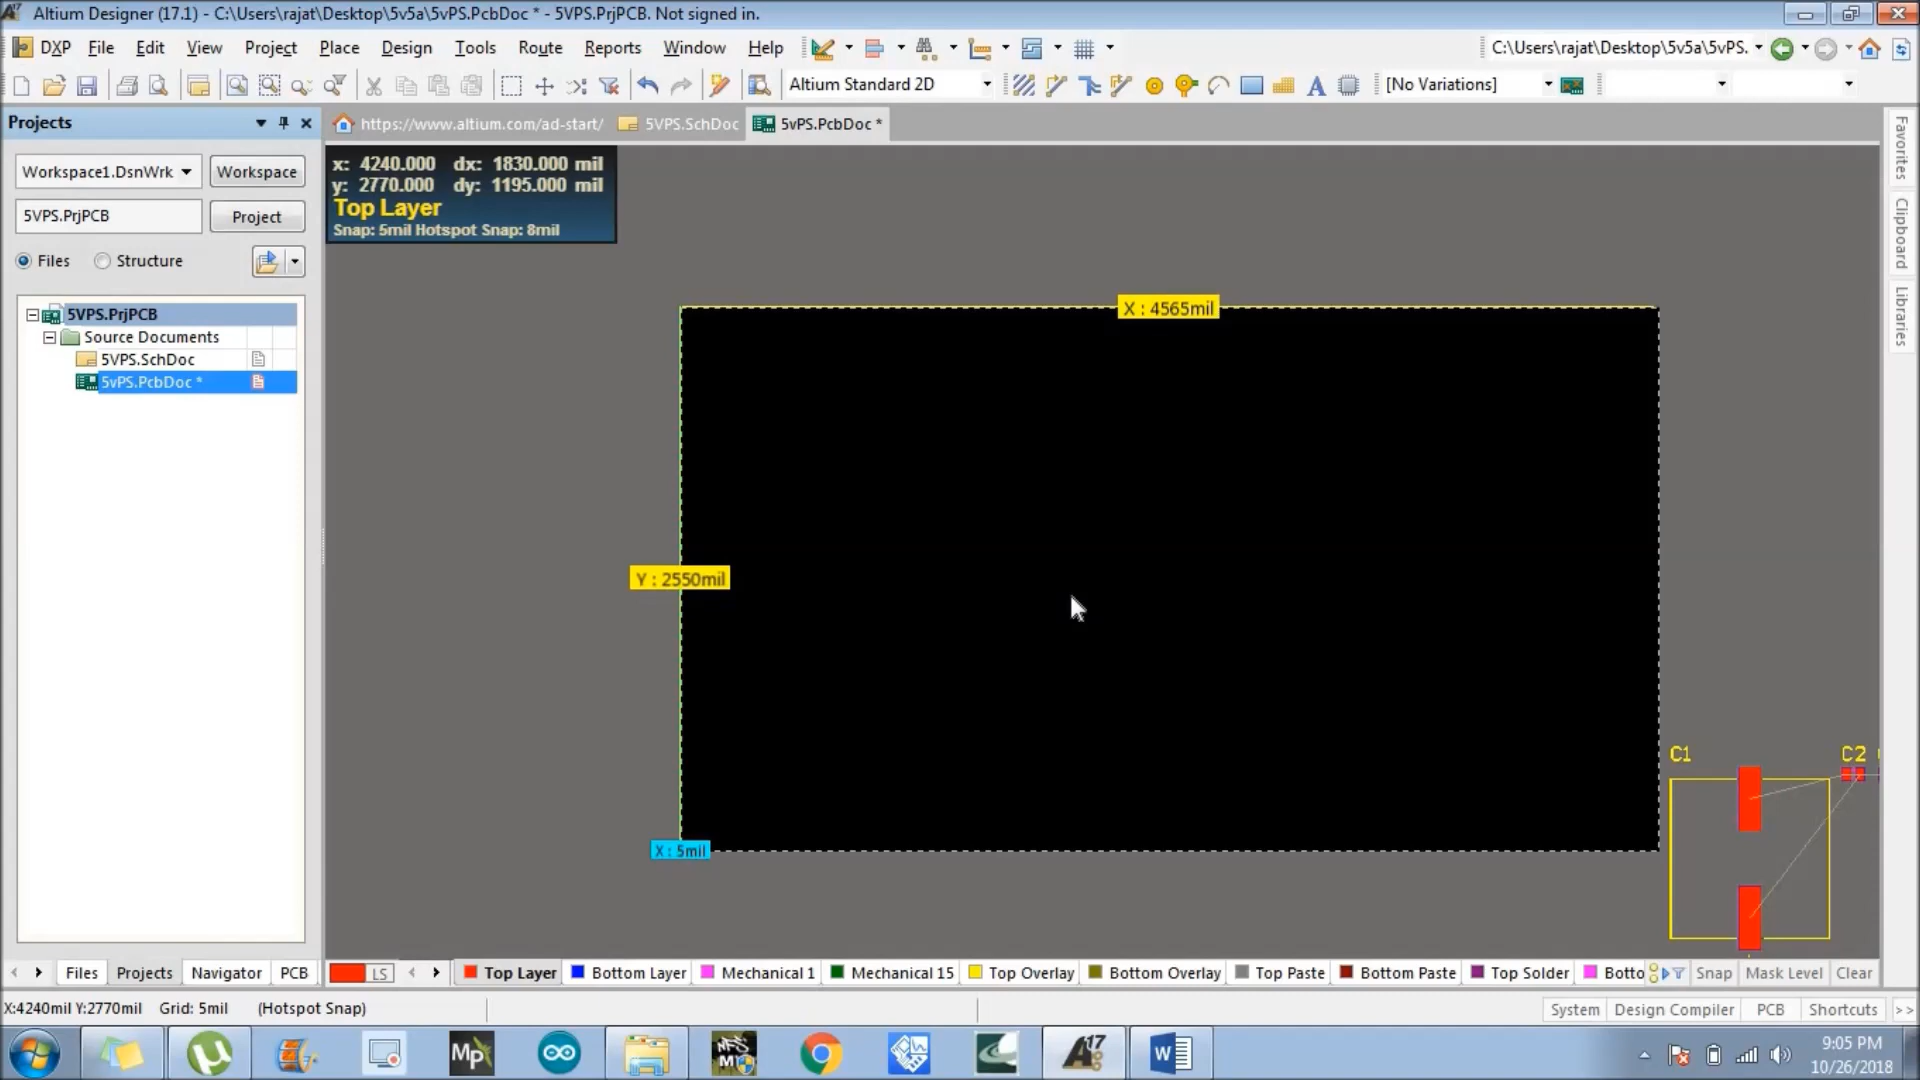 Altium Designer (17.1) - C:\Users\rajat\Desktop\5v5a\5vPS.PcbDoc * - 5VPS.PrjPCB. Not signed in.
DXP File Edit View Project Place Design Tools Route Reports Window Help C:\Users\rajat\Desktop\5v5a\5vPS.
Altium Standard 2D A [No Variations]
Projects
https://www.altium.com/ad-start/ 5VPS.SchDoc 5vPS.PcbDoc *
Workspace1.DsnWrk Workspace
5VPS.PrjPCB Project
Files Structure
5VPS.PrjPCB
Source Documents
5VPS.SchDoc
5vPS.PcbDoc *
x: 4240.000 dx: 1830.000 mil
y: 2770.000 dy: 1195.000 mil
Top Layer
Snap: 5mil Hotspot Snap: 8mil
X : 4565mil
Y : 2550mil
X : 5mil
C1 C2
Favorites
Clipboard
Libraries
Files Projects Navigator PCB LS Top Layer Bottom Layer Mechanical 1 Mechanical 15 Top Overlay Bottom Overlay Top Paste Bottom Paste Top Solder Botto Snap Mask Level Clear
X:4240mil Y:2770mil Grid: 5mil (Hotspot Snap) System Design Compiler PCB Shortcuts >>
Mp 17 W
9:05 PM
10/26/2018